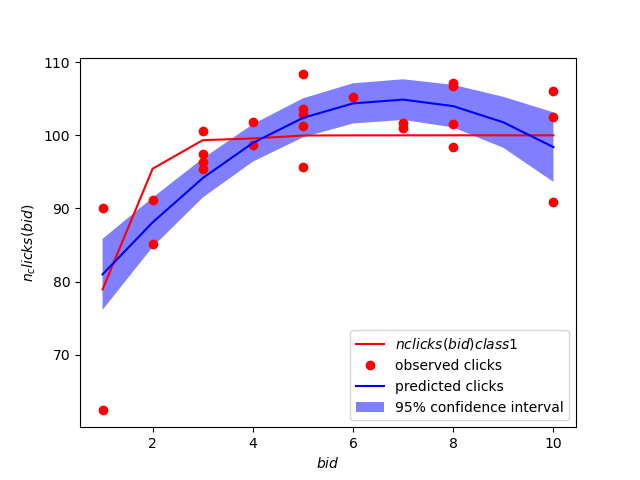 110
100
90
80
70
n_clicks(bid)
nclicks(bid)class1
observed clicks
predicted clicks
95% confidence interval
2 4 6 8 10
bid